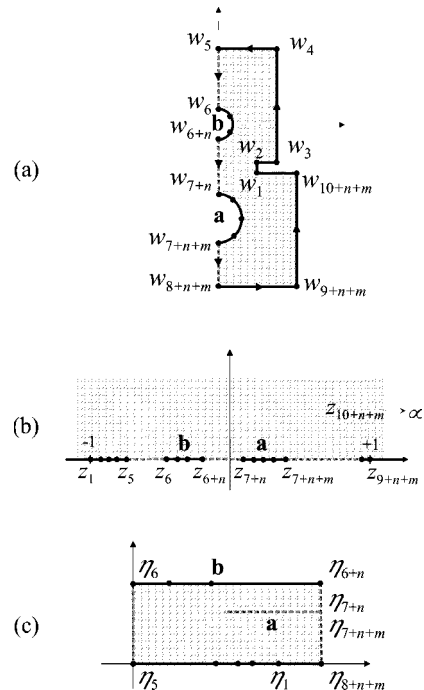 w₅ w₄
w₆
b
w₆₊ₙ
w₂ w₃
(a)
w₇₊ₙ w₁ w₁₀₊ₙ₊ₘ
a
w₇₊ₙ₊ₘ
w₈₊ₙ₊ₘ w₉₊ₙ₊ₘ
z₁₀₊ₙ₊ₘ ∞
(b)
-1 b a +1
z₁ z₅ z₆ z₆₊ₙ z₇₊ₙ z₇₊ₙ₊ₘ z₉₊ₙ₊ₘ
η₆ b η₆₊ₙ
η₇₊ₙ
(c) a η₇₊ₙ₊ₘ
η₅ η₁ η₈₊ₙ₊ₘ